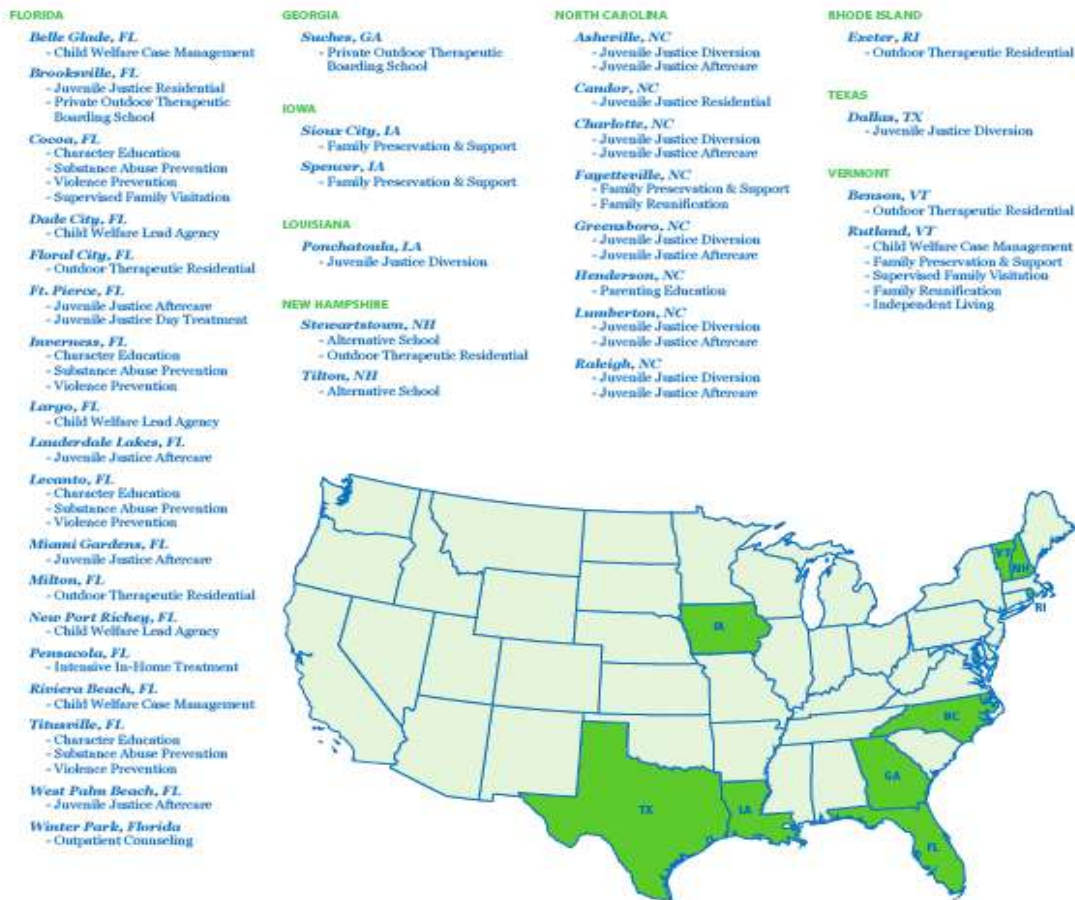 FLORIDA
Belle Glade, FL
- Child Welfare Case Management
Brooksville, FL
- Juvenile Justice Residential
- Private Outdoor Therapeutic
Boarding School
Cocoa, FL
- Character Education
- Substance Abuse Prevention
- Violence Prevention
- Supervised Family Visitation
Dade City, FL
- Child Welfare Lead Agency
Floral City, FL
- Outdoor Therapeutic Residential
Ft. Pierce, FL
- Juvenile Justice Aftercare
- Juvenile Justice Day Treatment
Inverness, FL
- Character Education
- Substance Abuse Prevention
- Violence Prevention
Largo, FL
- Child Welfare Lead Agency
Lauderdale Lakes, FL
- Juvenile Justice Aftercare
Lecanto, FL
- Character Education
- Substance Abuse Prevention
- Violence Prevention
Miami Gardens, FL
- Juvenile Justice Aftercare
Milton, FL
- Outdoor Therapeutic Residential
New Port Richey, FL
- Child Welfare Lead Agency
Pensacola, FL
- Intensive In-Home Treatment
Riviera Beach, FL
- Child Welfare Case Management
Titusville, FL
- Character Education
- Substance Abuse Prevention
- Violence Prevention
West Palm Beach, FL
- Juvenile Justice Aftercare
Winter Park, Florida
- Outpatient Counseling
GEORGIA
Suches, GA
- Private Outdoor Therapeutic
Boarding School
IOWA
Sioux City, IA
- Family Preservation & Support
Spencer, IA
- Family Preservation & Support
LOUISIANA
Ponchatoula, LA
- Juvenile Justice Diversion
NEW HAMPSHIRE
Stewartstown, NH
- Alternative School
- Outdoor Therapeutic Residential
Tilton, NH
- Alternative School
NORTH CAROLINA
Asheville, NC
- Juvenile Justice Diversion
- Juvenile Justice Aftercare
Candor, NC
- Juvenile Justice Residential
Charlotte, NC
- Juvenile Justice Diversion
- Juvenile Justice Aftercare
Fayetteville, NC
- Family Preservation & Support
- Family Reunification
Greensboro, NC
- Juvenile Justice Diversion
- Juvenile Justice Aftercare
Henderson, NC
- Parenting Education
Lumberton, NC
- Juvenile Justice Diversion
- Juvenile Justice Aftercare
Raleigh, NC
- Juvenile Justice Diversion
- Juvenile Justice Aftercare
RHODE ISLAND
Exeter, RI
- Outdoor Therapeutic Residential
TEXAS
Dallas, TX
- Juvenile Justice Diversion
VERMONT
Benson, VT
- Outdoor Therapeutic Residential
Rutland, VT
- Child Welfare Case Management
- Family Preservation & Support
- Supervised Family Visitation
- Family Reunification
- Independent Living
VT
NH
RI
IA
NC
GA
TX
LA
FL